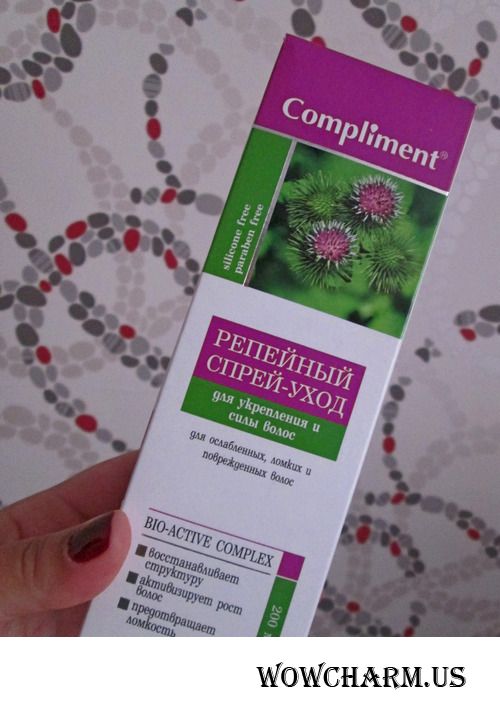 Compliment®
silicone free
paraben free
РЕПЕЙНЫЙ
СПРЕЙ-УХОД
для укрепления и
силы волос
для ослабленных, ломких и
поврежденных волос
BIO-ACTIVE COMPLEX
восстанавливает
структуру
активизирует рост
волос
предотвращает
ломкость
200
WOWCHARM.US